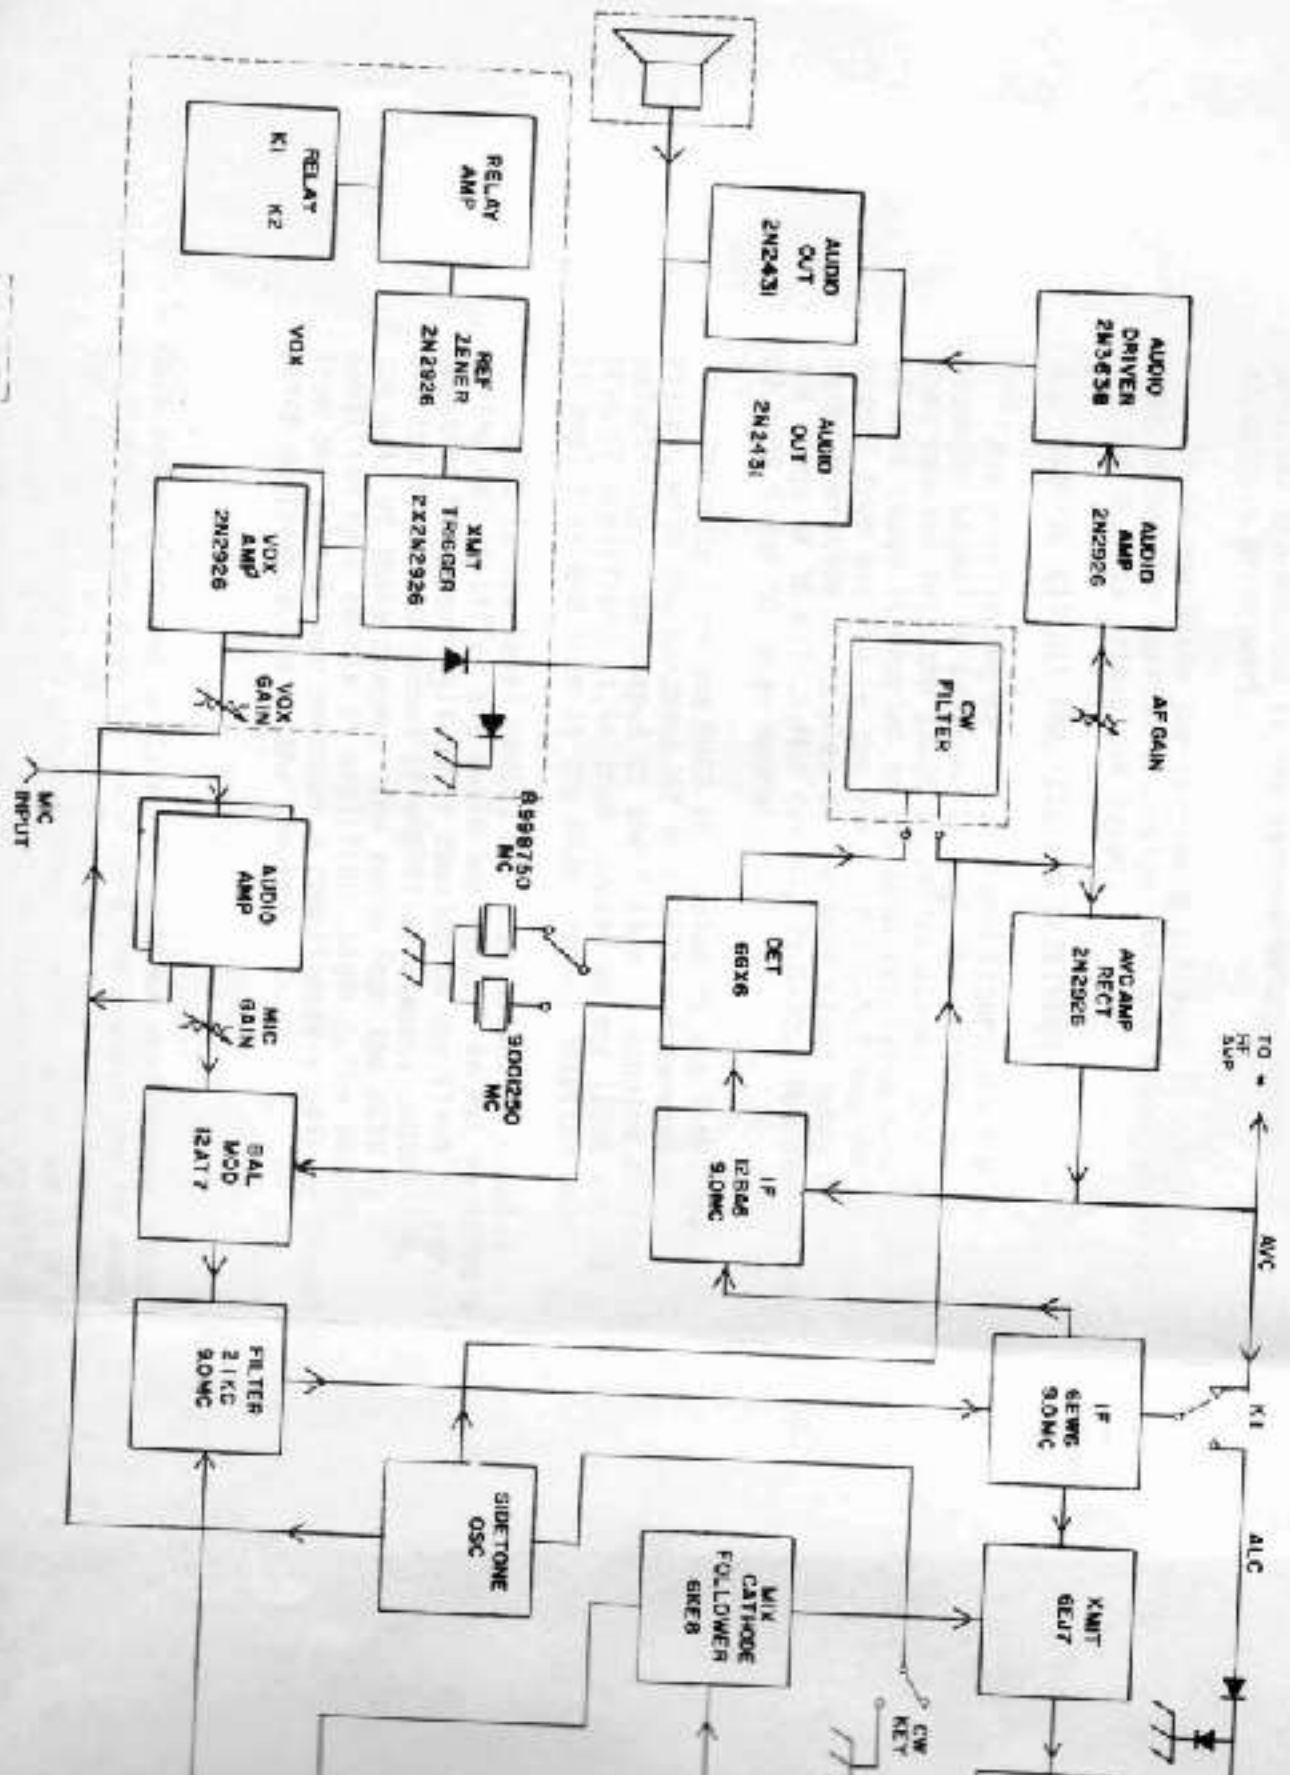 TO *
AVC
K1
ALC
AF GAIN
AUDIO
DRIVEN
2N3638
AUDIO
AMP
2N2926
AVC AMP
RECT
2N2926
IF
6EW6
9.0MC
XMIT
6EJ7
AUDIO
OUT
2N2431
AUDIO
OUT
2N2431
CW
FILTER
CW
KEY
DET
6GX6
IF
12BA6
9.0MC
MIX
CATHODE
FOLLOWER
6KE8
RELAY
AMP
REF
ZENER
2N2926
XMIT
TRIGGER
2X2N2926
8.998750
MC
9.001250
MC
SIDETONE
OSC
RELAT
K1 K2
VOX
VOX
AMP
2N2926
VOX
GAIN
AUDIO
AMP
MIC
GAIN
BAL
MOD
12AT7
FILTER
2.1KC
9.0MC
MIC
INPUT